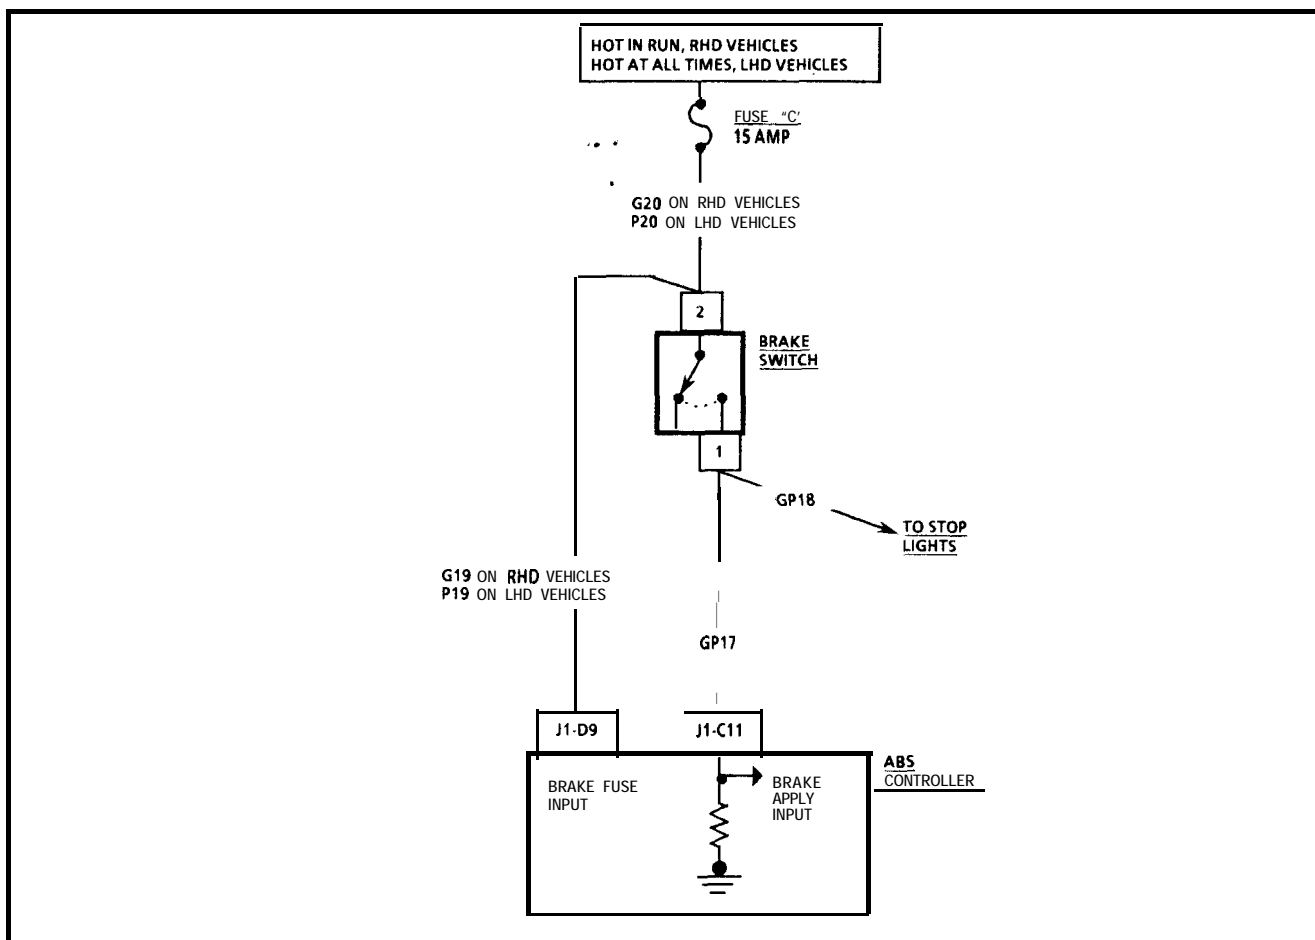 HOT IN RUN, RHD VEHICLES
HOT AT ALL TIMES, LHD VEHICLES
FUSE "C'
15 AMP
G20 ON RHD VEHICLES
P20 ON LHD VEHICLES
2
BRAKE
SWITCH
1
GP18
TO STOP
LIGHTS
G19 ON RHD VEHICLES
P19 ON LHD VEHICLES
GP17
J1-D9
J1-C11
ABS
CONTROLLER
BRAKE FUSE
INPUT
BRAKE
APPLY
INPUT